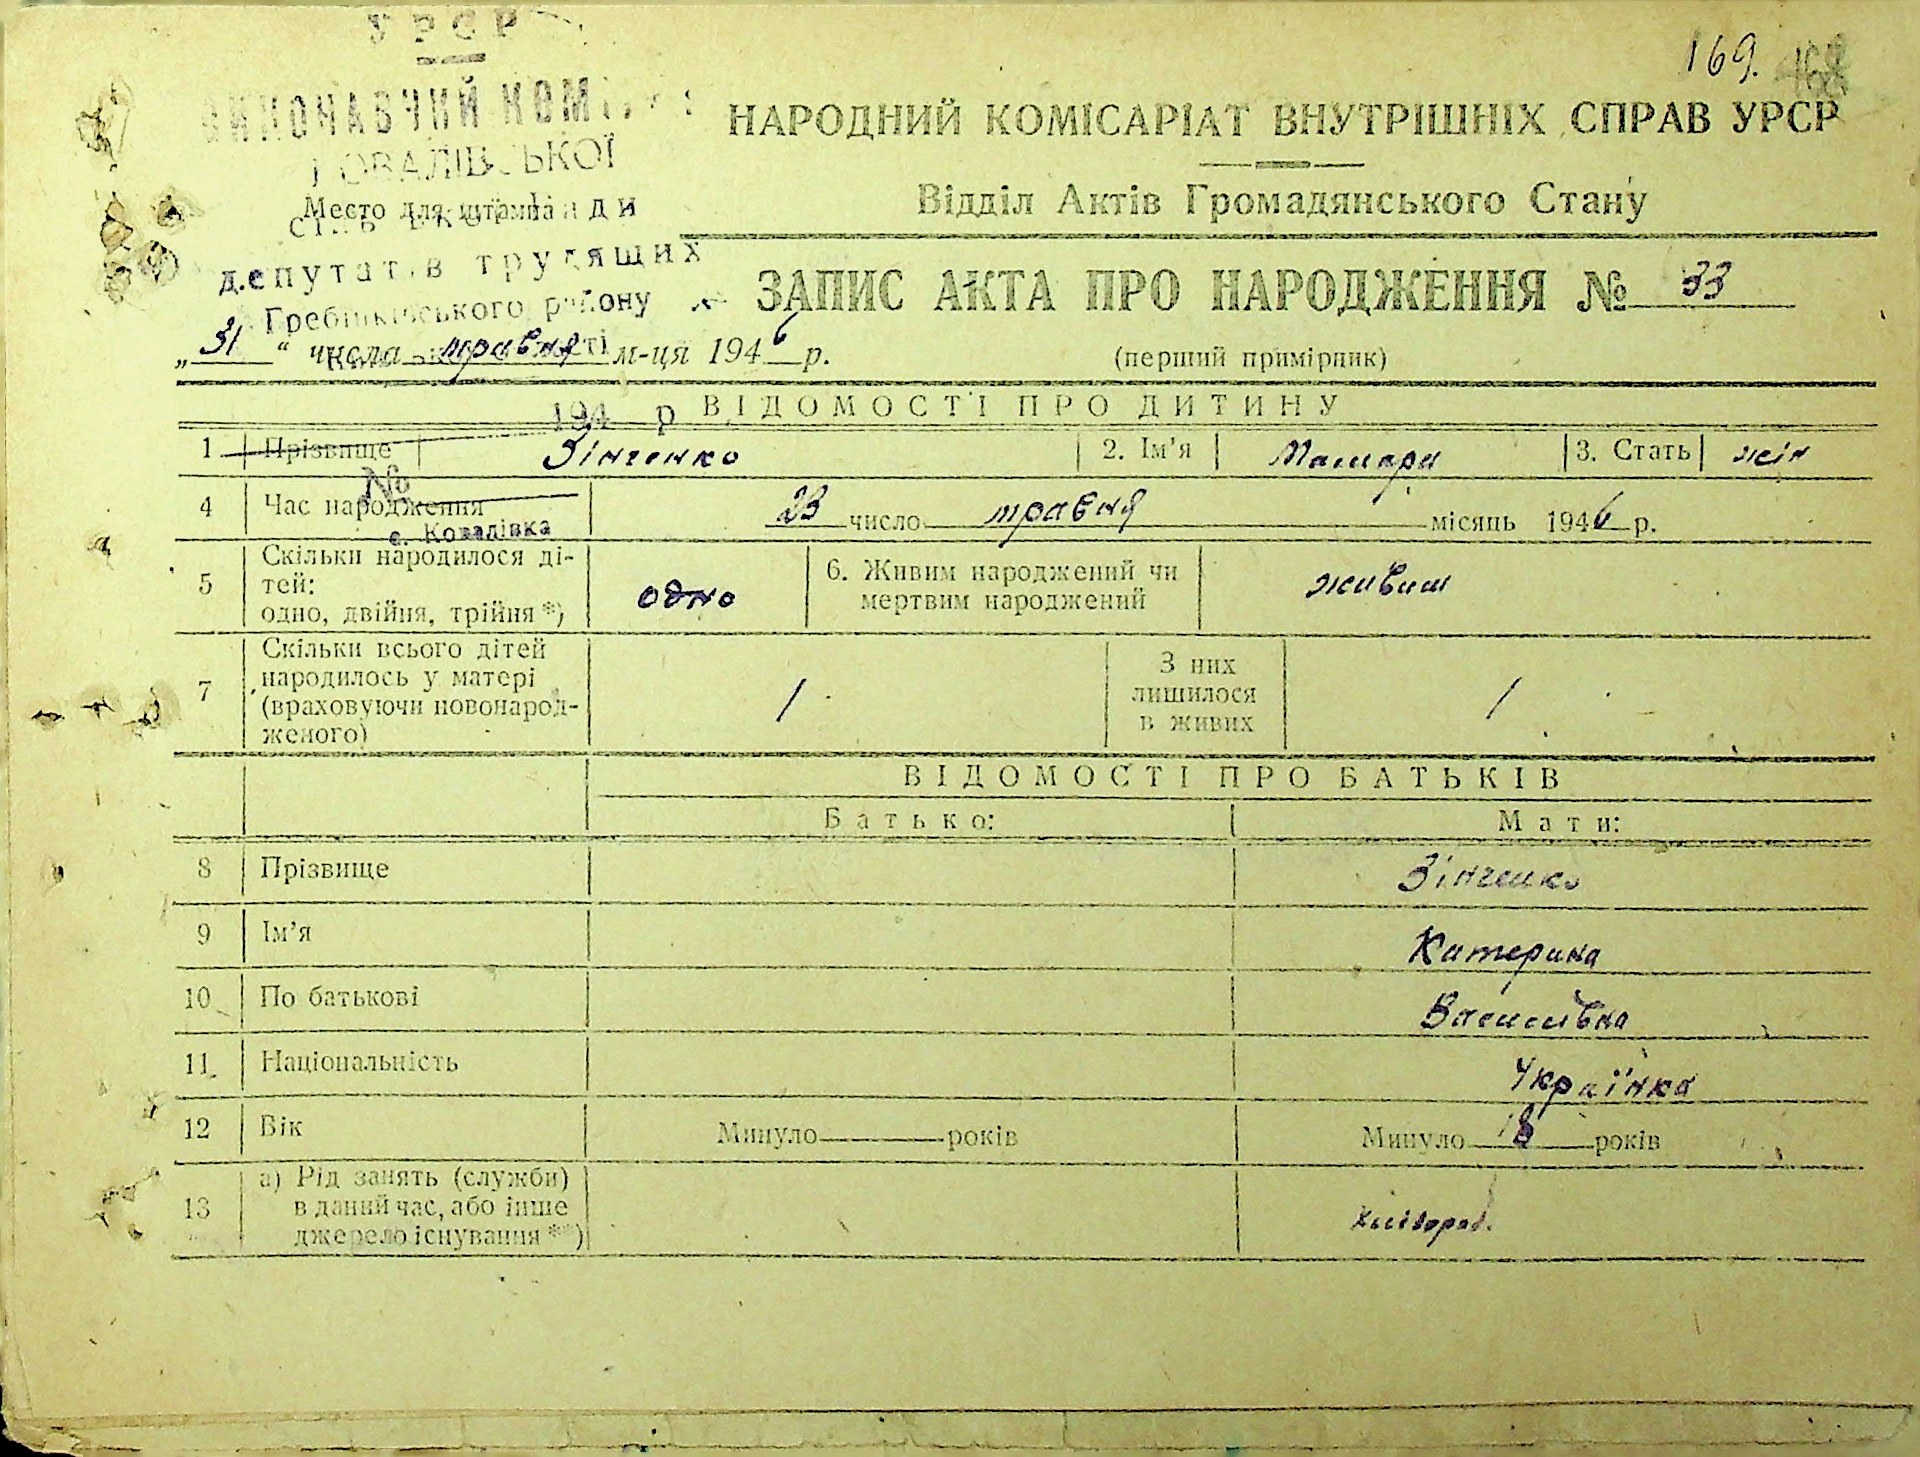 УРСР
169.
ВИКОНАВЧИЙ КОМ
КОВАЛІВСЬКОЇ
Место для штампа
депутатів трудящих
Гребінківського району
НАРОДНИЙ КОМІСАРІАТ ВНУТРІШНІХ СПРАВ УРСР
Відділ Актів Громадянського Стану
ЗАПИС АКТА ПРО НАРОДЖЕННЯ № 33
„31“ числа травня м-ця 1946 р.
(перший примірник)
194 р
ВІДОМОСТІ ПРО ДИТИНУ
1 Прізвище Зінченко 2. Ім’я Тамара 3. Стать жін
№
4 Час народження 23 число травня місяць 1946 р.
с. Ковалівка
5 Скільки народилося ді-
тей:
одно, двійня, трійня *)
одно
6. Живим народжений чи
мертвим народжений
живим
7 Скільки всього дітей
народилось у матері
(враховуючи новонарод-
женого)
1
З них
лишилося
в живих
1
ВІДОМОСТІ ПРО БАТЬКІВ
Батько: Мати:
8 Прізвище Зінченко
9 Ім’я Катерина
10 По батькові Василівна
11 Національність Українка
12 Вік Минуло років Минуло 18 років
13 а) Рід занять (служби)
в даний час, або інше
джерело існування **)